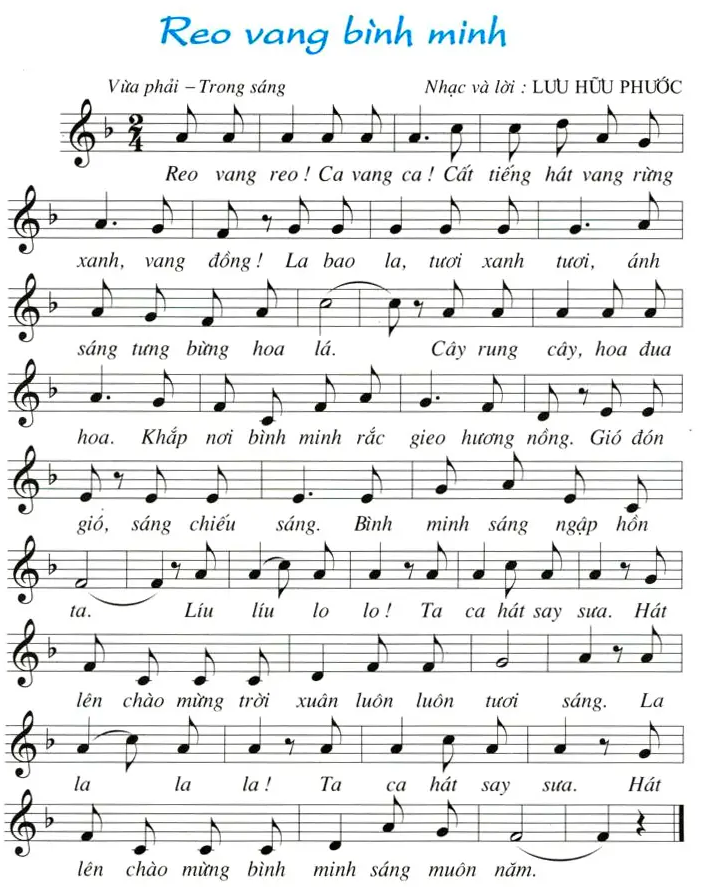 Reo vang bình minh
Vừa phải – Trong sáng
Nhạc và lời : LƯU HỮU PHƯỚC
2
4
Reo vang reo ! Ca vang ca ! Cất tiếng hát vang rừng
xanh, vang đồng ! La bao la, tươi xanh tươi, ánh
sáng tưng bừng hoa lá. Cây rung cây, hoa đua
hoa. Khắp nơi bình minh rắc gieo hương nồng. Gió đón
gió, sáng chiếu sáng. Bình minh sáng ngập hồn
ta. Líu líu lo lo ! Ta ca hát say sưa. Hát
lên chào mừng trời xuân luôn luôn tươi sáng. La
la la la ! Ta ca hát say sưa. Hát
lên chào mừng bình minh sáng muôn năm.